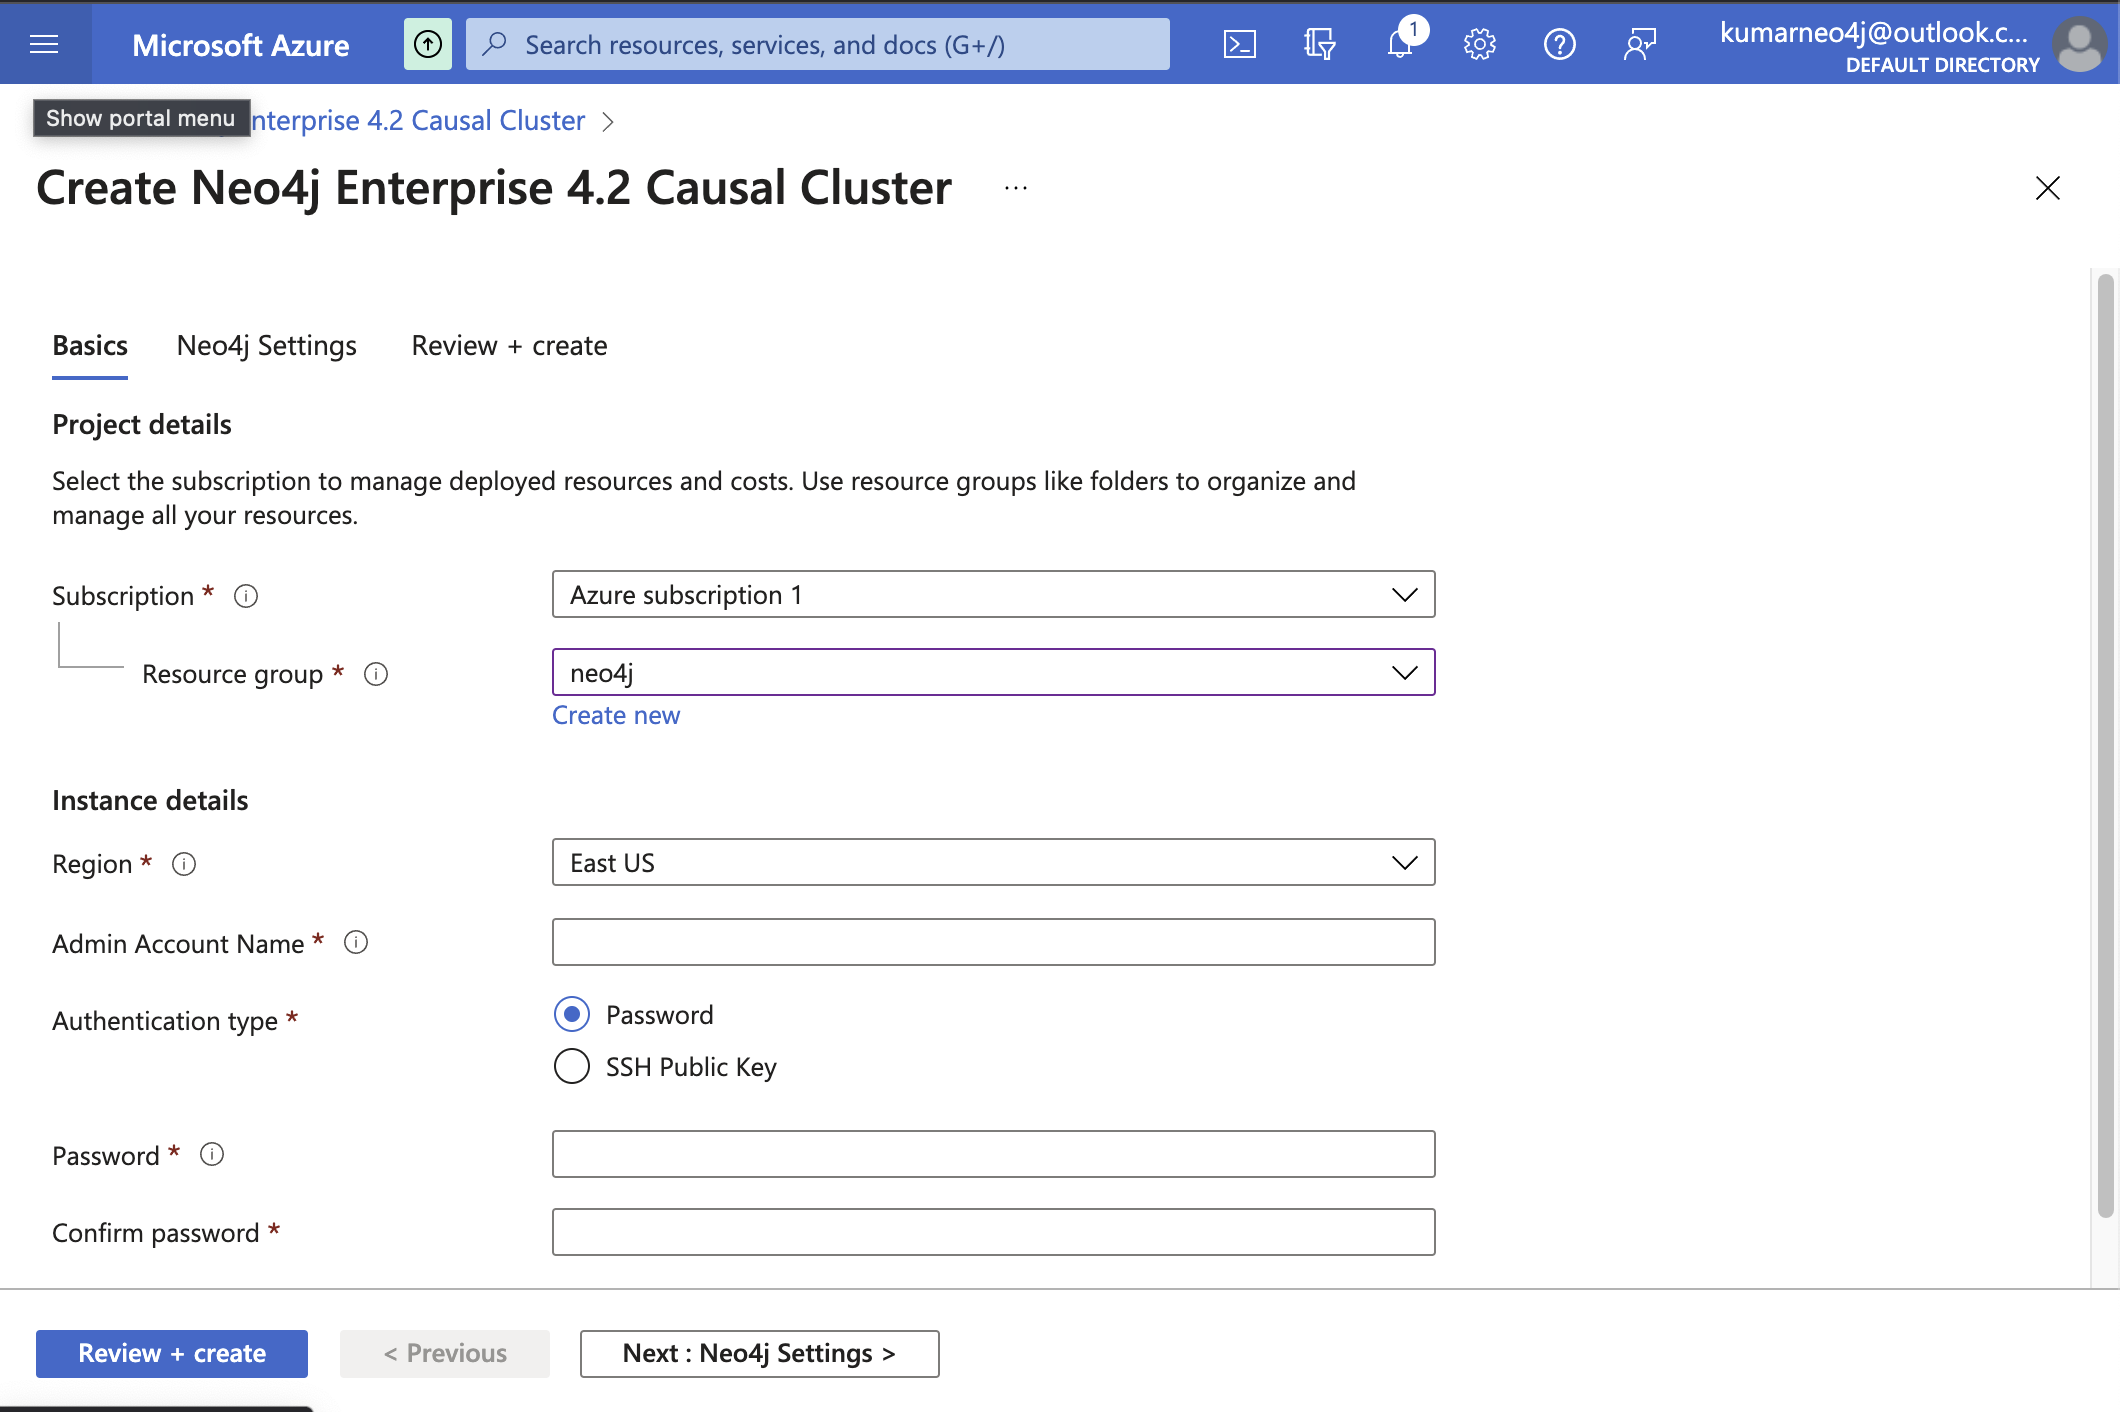 Microsoft Azure
Search resources, services, and docs (G+/)
1
kumarneo4j@outlook.c...
DEFAULT DIRECTORY
Show portal menu
nterprise 4.2 Causal Cluster >
Create Neo4j Enterprise 4.2 Causal Cluster ...
Basics Neo4j Settings Review + create
Project details
Select the subscription to manage deployed resources and costs. Use resource groups like folders to organize and
manage all your resources.
Subscription *
Azure subscription 1
Resource group *
neo4j
Create new
Instance details
Region *
East US
Admin Account Name *
Authentication type *
Password
SSH Public Key
Password *
Confirm password *
Review + create < Previous Next : Neo4j Settings >